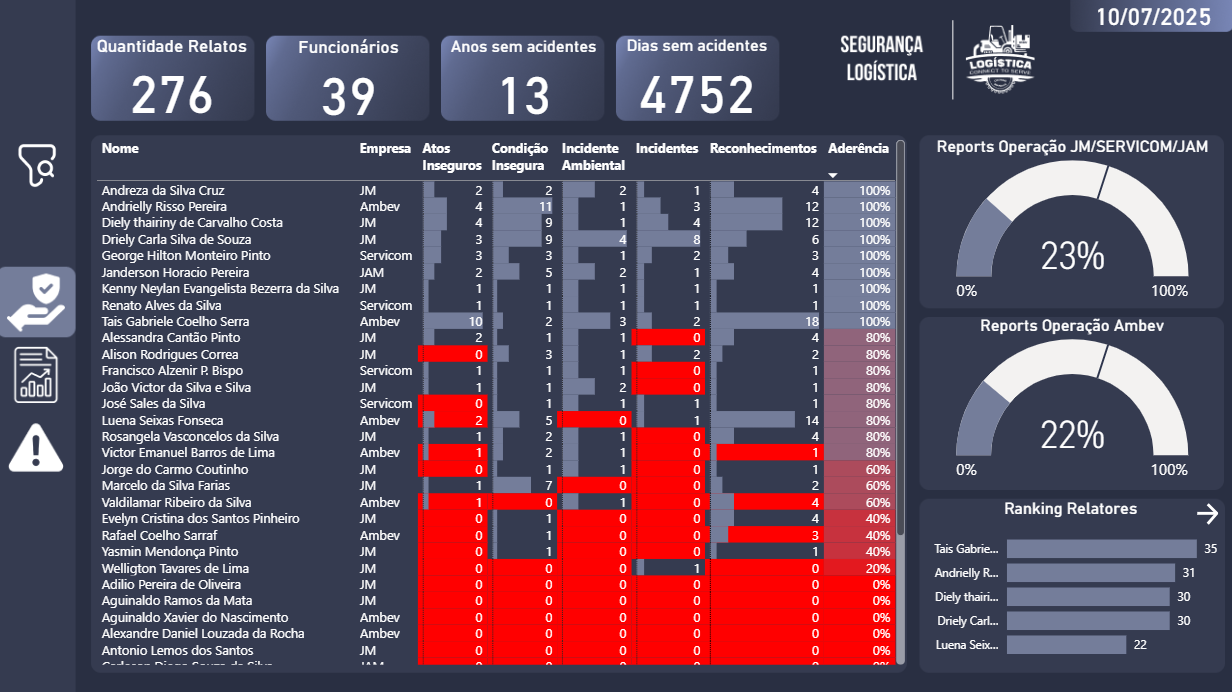 10/07/2025
Quantidade Relatos
276
Funcionários
39
Anos sem acidentes
13
Dias sem acidentes
4752
SEGURANÇA
LOGÍSTICA
LOGÍSTICA
CONNECT TO SERVE
Nome Empresa Atos Inseguros Condição Insegura Incidente Ambiental Incidentes Reconhecimentos Aderência
Andreza da Silva Cruz JM 2 2 2 1 4 100%
Andrielly Risso Pereira Ambev 4 11 1 3 12 100%
Diely thairiny de Carvalho Costa JM 4 9 1 4 12 100%
Driely Carla Silva de Souza JM 3 9 4 8 6 100%
George Hilton Monteiro Pinto Servicom 3 3 1 2 3 100%
Janderson Horacio Pereira JAM 2 5 2 1 4 100%
Kenny Neylan Evangelista Bezerra da Silva JM 1 1 1 1 1 100%
Renato Alves da Silva Servicom 1 1 1 1 1 100%
Tais Gabriele Coelho Serra Ambev 10 2 3 2 18 100%
Alessandra Cantão Pinto JM 2 1 1 0 4 80%
Alison Rodrigues Correa JM 0 3 1 2 2 80%
Francisco Alzenir P. Bispo Servicom 1 1 1 0 1 80%
João Victor da Silva e Silva JM 1 1 2 0 1 80%
José Sales da Silva Servicom 0 1 1 1 1 80%
Luena Seixas Fonseca Ambev 2 5 0 1 14 80%
Rosangela Vasconcelos da Silva JM 1 2 1 0 4 80%
Victor Emanuel Barros de Lima Ambev 1 2 1 0 1 80%
Jorge do Carmo Coutinho JM 0 1 1 0 1 60%
Marcelo da Silva Farias JM 1 7 0 0 2 60%
Valdilamar Ribeiro da Silva Ambev 1 0 1 0 4 60%
Evelyn Cristina dos Santos Pinheiro JM 0 1 0 0 4 40%
Rafael Coelho Sarraf Ambev 0 1 0 0 3 40%
Yasmin Mendonça Pinto JM 0 1 0 0 1 40%
Welligton Tavares de Lima JM 0 0 0 1 0 20%
Adilio Pereira de Oliveira JM 0 0 0 0 0 0%
Aguinaldo Ramos da Mata JM 0 0 0 0 0 0%
Aguinaldo Xavier do Nascimento Ambev 0 0 0 0 0 0%
Alexandre Daniel Louzada da Rocha Ambev 0 0 0 0 0 0%
Antonio Lemos dos Santos JM 0 0 0 0 0 0%
Reports Operação JM/SERVICOM/JAM
23%
0% 100%
Reports Operação Ambev
22%
0% 100%
Ranking Relatores
Tais Gabrie... 35
Andrielly R... 31
Diely thairi... 30
Driely Carl... 30
Luena Seix... 22